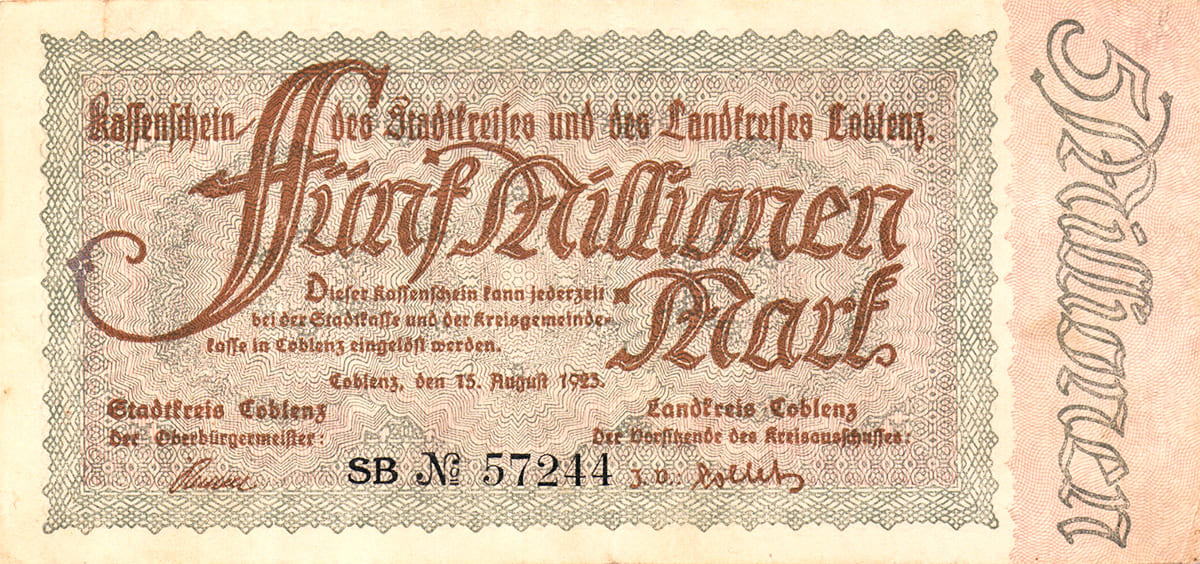 Kassenschein des Stadtkreises und des Landkreises Coblenz.
Fünf Millionen
Mark
Dieser Kassenschein kann jederzeit
bei der Stadtkasse und der Kreisgemeinde-
kasse in Coblenz eingelöst werden.
Coblenz, den 15. August 1923.
Stadtkreis Coblenz
Der Oberbürgermeister:
Landkreis Coblenz
Der Vorsitzende des Kreisausschusses:
SB № 57244
J. V.
5 Millionen